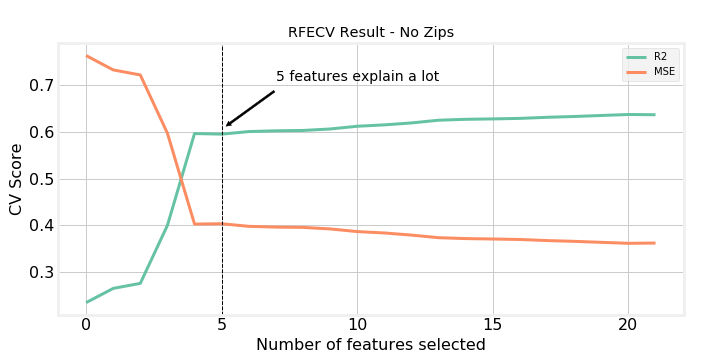 RFECV Result - No Zips
R2
MSE
5 features explain a lot
CV Score
0.7
0.6
0.5
0.4
0.3
0 5 10 15 20
Number of features selected